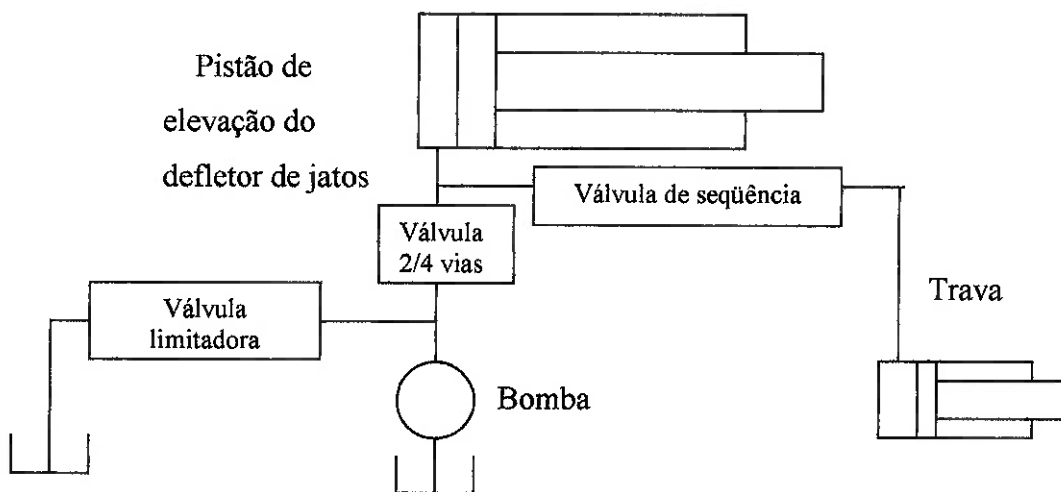 Pistão de
elevação do
defletor de jatos
Válvula de seqüência
Válvula
2/4 vias
Válvula
limitadora
Trava
Bomba